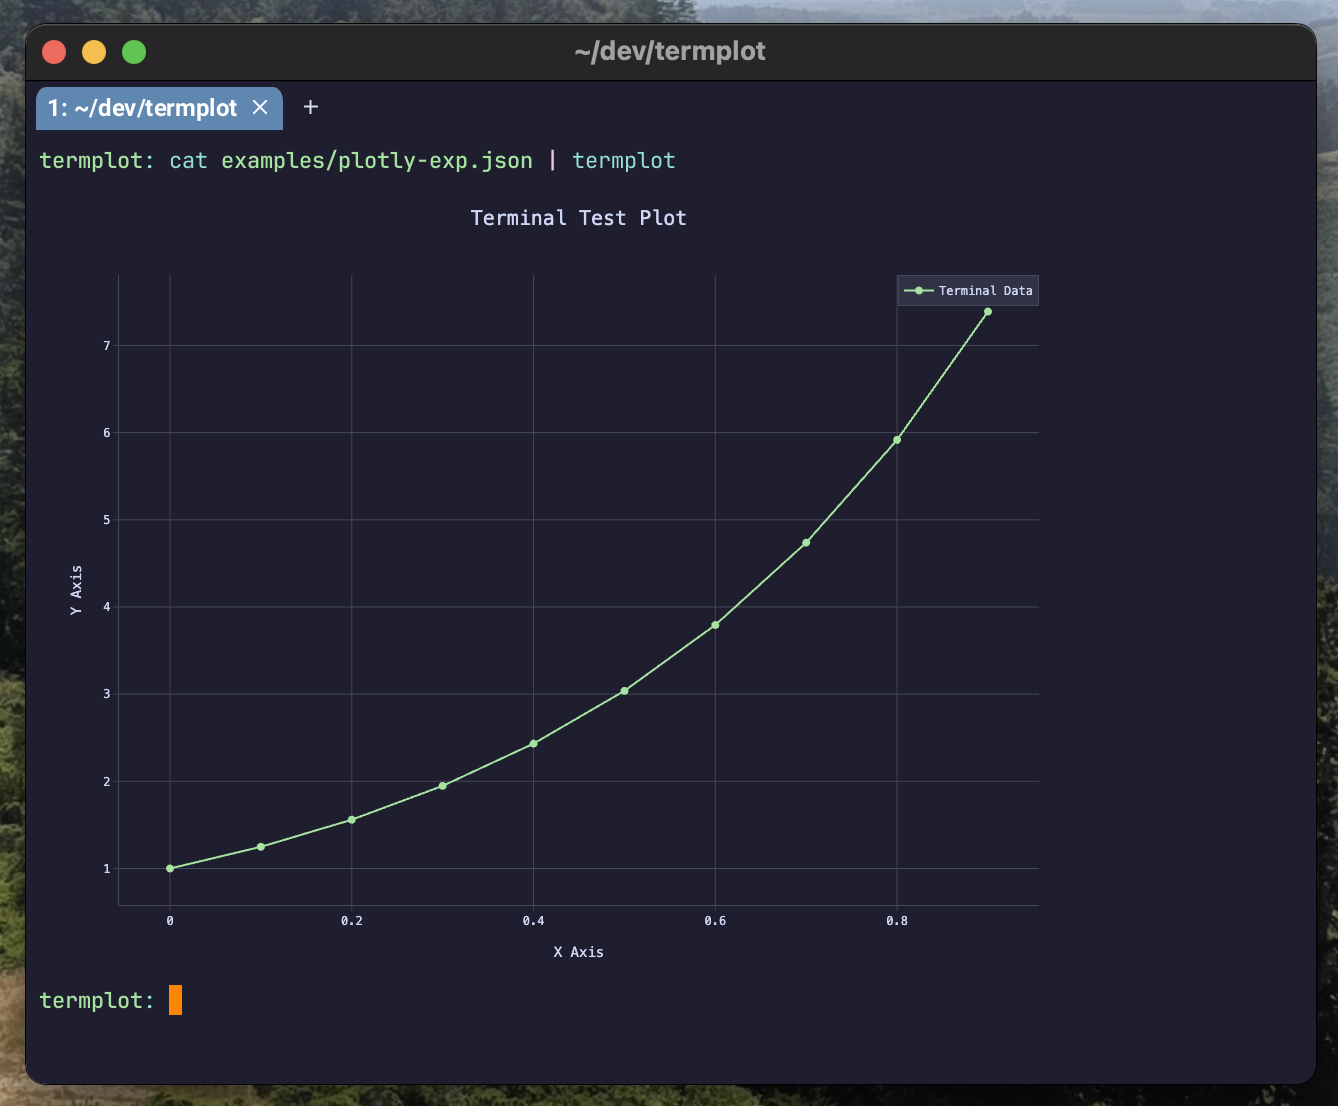 ~/dev/termplot
1: ~/dev/termplot × +
termplot: cat examples/plotly-exp.json | termplot
Terminal Test Plot
Terminal Data
7
6
5
4
3
2
1
Y Axis
0 0.2 0.4 0.6 0.8
X Axis
termplot: